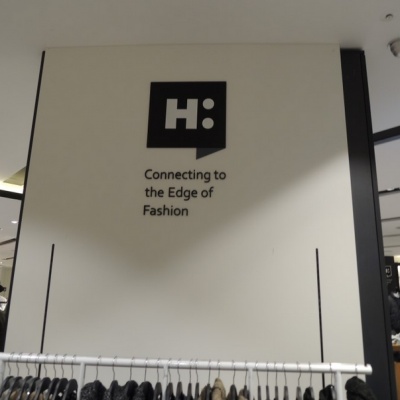 H:
Connecting to
the Edge of
Fashion